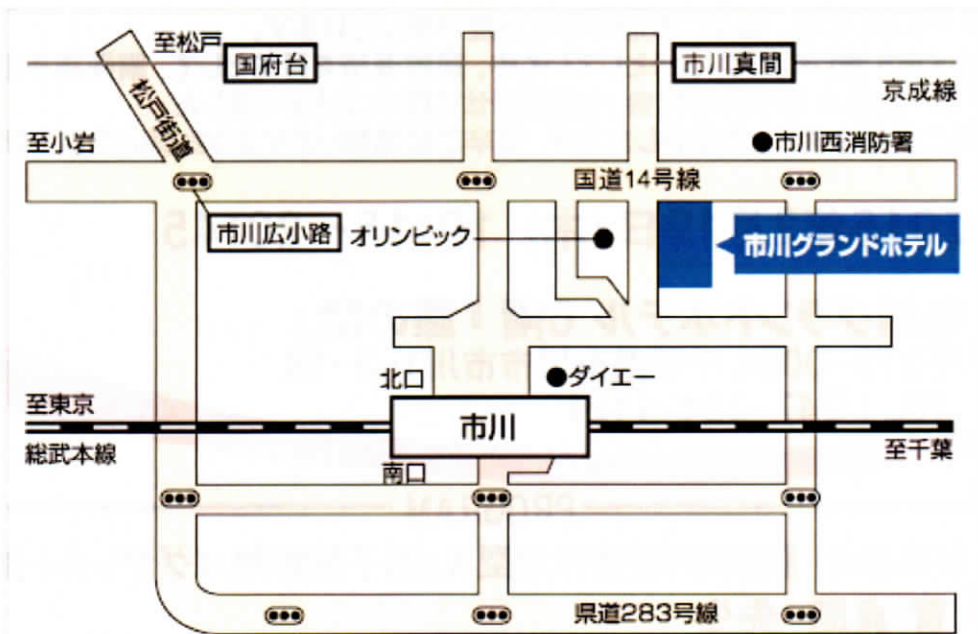 至松戸
国府台
市川真間
京成線
松戸街道
至小岩
市川西消防署
国道14号線
市川広小路
オリンピック
市川グランドホテル
北口
ダイエー
至東京
市川
総武本線
至千葉
南口
県道283号線